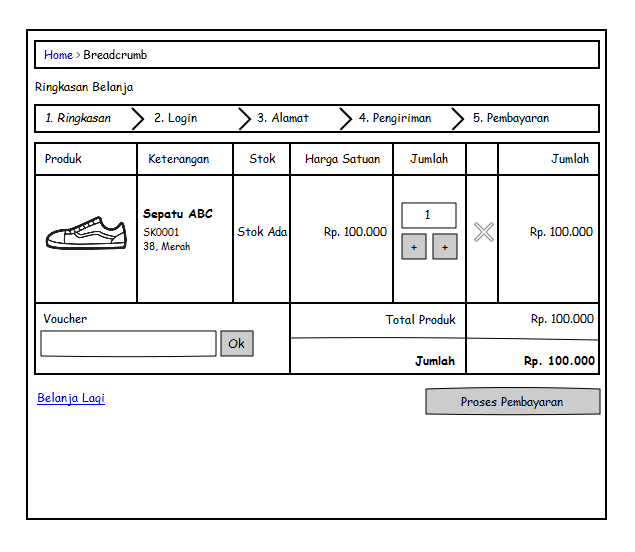 Home > Breadcrumb
Ringkasan Belanja
1. Ringkasan 2. Login 3. Alamat 4. Pengiriman 5. Pembayaran
Produk Keterangan Stok Harga Satuan Jumlah Jumlah
Sepatu ABC
SK0001
38, Merah
Stok Ada
Rp. 100.000
1
+ +
Rp. 100.000
Voucher
Ok
Total Produk Rp. 100.000
Jumlah Rp. 100.000
Belanja Lagi
Proses Pembayaran